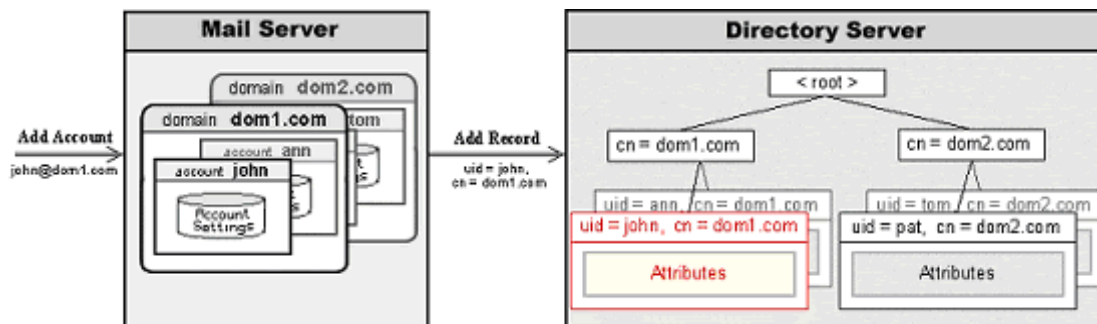 Mail Server
Directory Server
Add Account
john@dom1.com
domain dom2.com
tom
domain dom1.com
account ann
account john
Account
Settings
Add Record
uid = john,
cn = dom1.com
< root >
cn = dom1.com
cn = dom2.com
uid = ann, cn = dom1.com
uid = john, cn = dom1.com
Attributes
uid = tom, cn = dom2.com
uid = pat, cn = dom2.com
Attributes